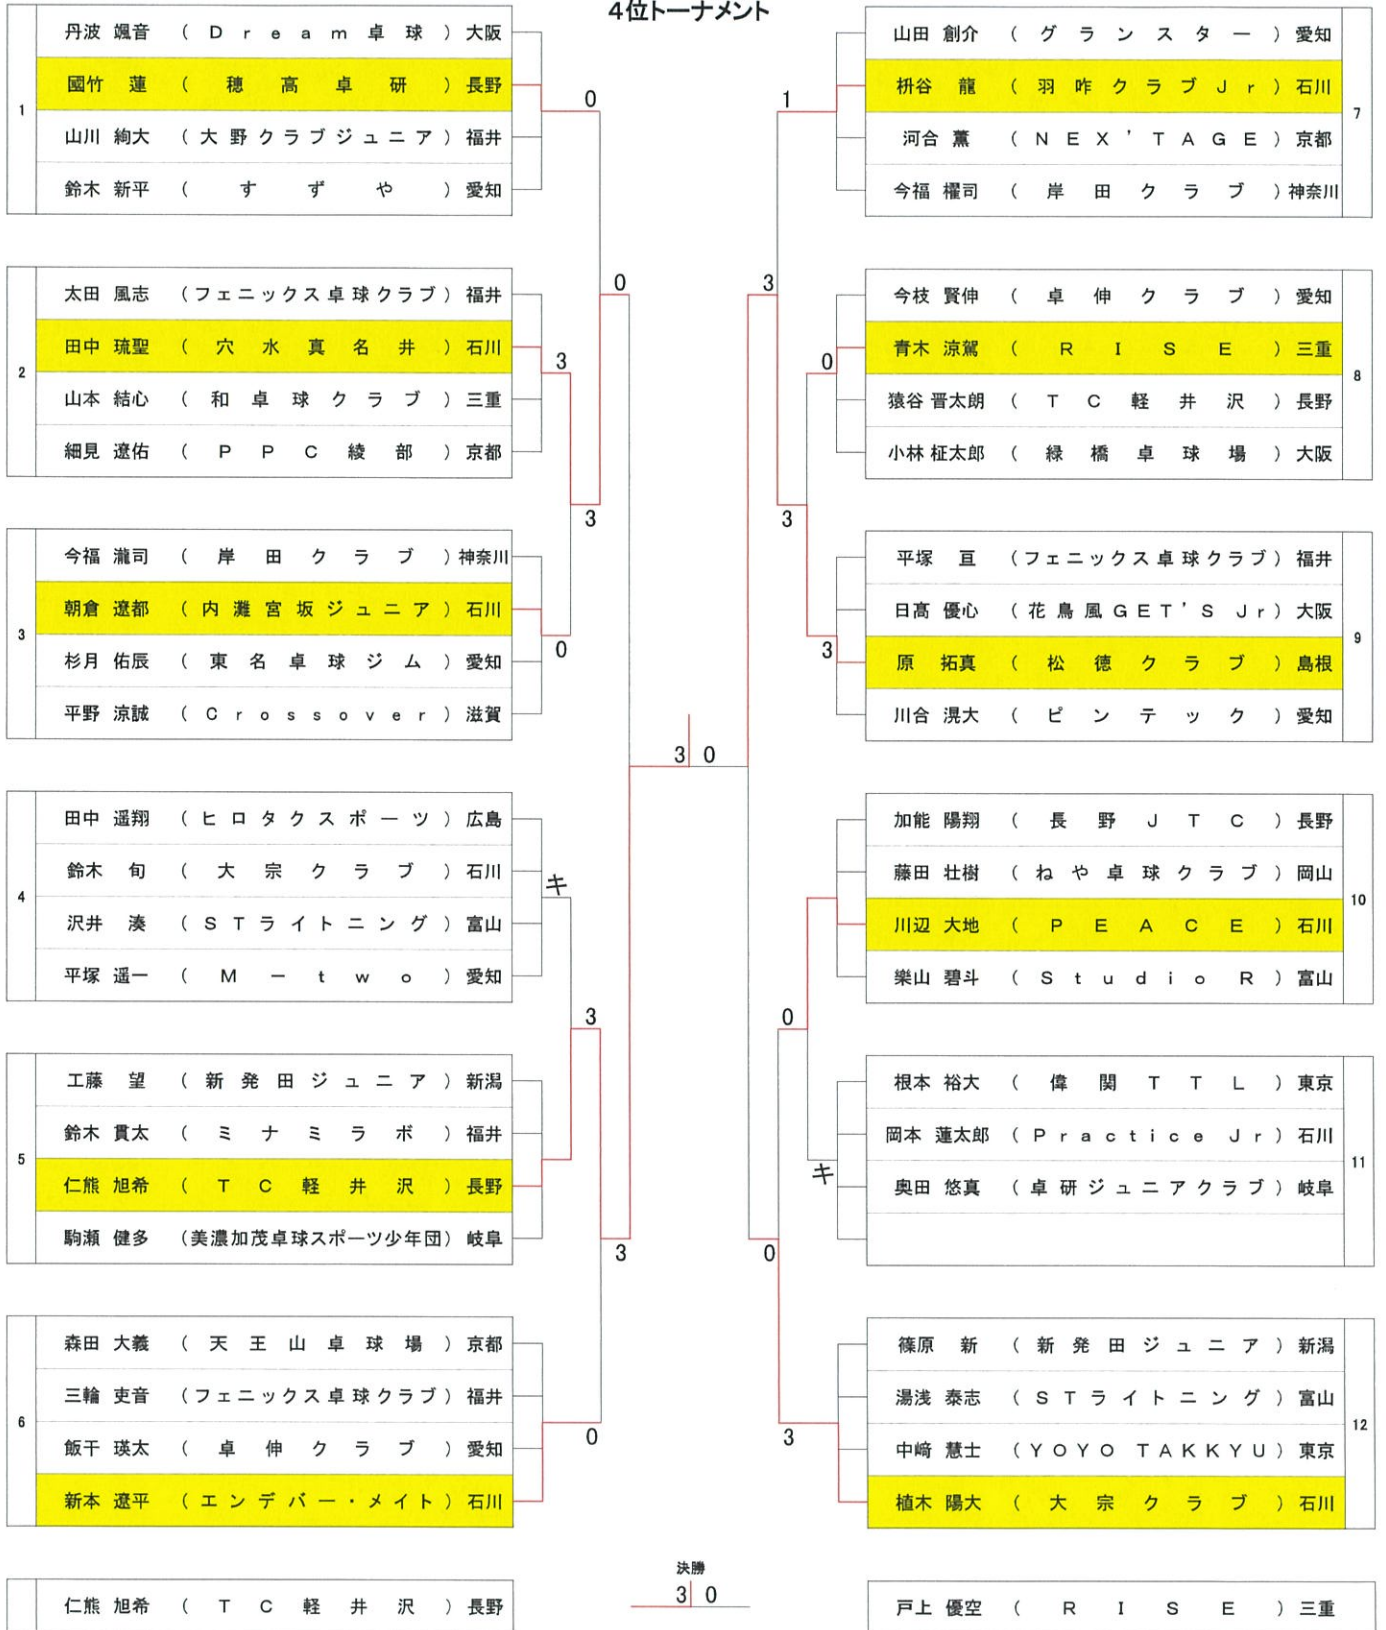 4位トーナメント
1
丹波 颯音 (Dream卓球) 大阪
國竹 蓮 (穂高卓研) 長野
山川 絢大 (大野クラブジュニア) 福井
鈴木 新平 (すずや) 愛知
0
2
太田 風志 (フェニックス卓球クラブ) 福井
田中 琉聖 (穴水真名井) 石川
山本 結心 (和卓球クラブ) 三重
細見 遼佑 (PPC綾部) 京都
0
3
3
3
今福 瀧司 (岸田クラブ) 神奈川
朝倉 遼都 (内灘宮坂ジュニア) 石川
杉月 佑辰 (東名卓球ジム) 愛知
平野 涼誠 (Crossover) 滋賀
0
4
田中 遥翔 (ヒロタクスポーツ) 広島
鈴木 旬 (大宗クラブ) 石川
沢井 湊 (STライトニング) 富山
平塚 遥一 (M-two) 愛知
キ
3
5
工藤 望 (新発田ジュニア) 新潟
鈴木 貫太 (ミナミラボ) 福井
仁熊 旭希 (TC軽井沢) 長野
駒瀬 健多 (美濃加茂卓球スポーツ少年団) 岐阜
3
6
森田 大義 (天王山卓球場) 京都
三輪 吏音 (フェニックス卓球クラブ) 福井
飯干 瑛太 (卓伸クラブ) 愛知
新本 遼平 (エンデバー・メイト) 石川
0
3 0
7
山田 創介 (グランスター) 愛知
枡谷 龍 (羽咋クラブJr) 石川
河合 薫 (NEX'TAGE) 京都
今福 櫂司 (岸田クラブ) 神奈川
1
3
8
今枝 賢伸 (卓伸クラブ) 愛知
青木 涼駕 (RISE) 三重
猿谷 晋太朗 (TC軽井沢) 長野
小林 柾太郎 (緑橋卓球場) 大阪
0
3
9
平塚 亘 (フェニックス卓球クラブ) 福井
日髙 優心 (花鳥風GET'S Jr) 大阪
原 拓真 (松徳クラブ) 島根
川合 滉大 (ピンテック) 愛知
3
10
加能 陽翔 (長野JTC) 長野
藤田 壮樹 (ねや卓球クラブ) 岡山
川辺 大地 (PEACE) 石川
樂山 碧斗 (Studio R) 富山
0
11
根本 裕大 (偉関TTL) 東京
岡本 蓮太郎 (Practice Jr) 石川
奥田 悠真 (卓研ジュニアクラブ) 岐阜
キ
0
12
篠原 新 (新発田ジュニア) 新潟
湯浅 泰志 (STライトニング) 富山
中﨑 慧士 (YOYO TAKKYU) 東京
植木 陽大 (大宗クラブ) 石川
3
決勝
仁熊 旭希 (TC軽井沢) 長野
3 0
戸上 優空 (RISE) 三重